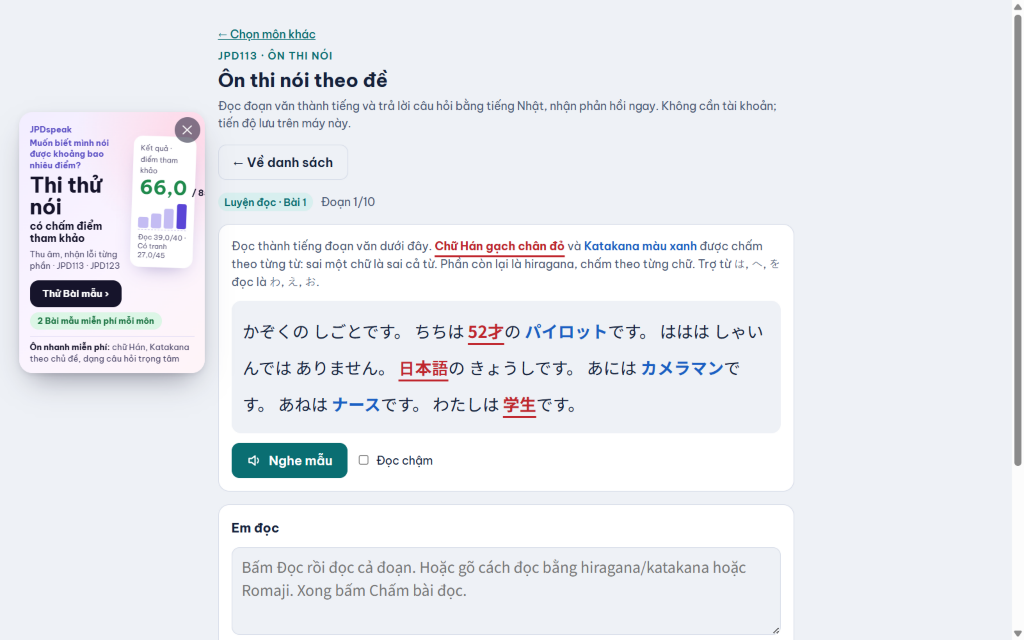 ← Chọn môn khác
JPD113 · ÔN THI NÓI
Ôn thi nói theo đề
Đọc đoạn văn thành tiếng và trả lời câu hỏi bằng tiếng Nhật, nhận phản hồi ngay. Không cần tài khoản;
tiến độ lưu trên máy này.
← Về danh sách
Luyện đọc · Bài 1
Đoạn 1/10
JPDspeak
Muốn biết mình nói
được khoảng bao
nhiêu điểm?
Thi thử
nói
có chấm điểm
tham khảo
Thu âm, nhận lỗi từng
phần · JPD113 · JPD123
Kết quả ·
điểm tham
khảo
66,0 / 8
Đọc 39,0/40 ·
Có tranh
27,0/45
Thử Bài mẫu ›
2 Bài mẫu miễn phí mỗi môn
Ôn nhanh miễn phí: chữ Hán, Katakana
theo chủ đề, dạng câu hỏi trọng tâm
Đọc thành tiếng đoạn văn dưới đây. Chữ Hán gạch chân đỏ và Katakana màu xanh được chấm
theo từng từ: sai một chữ là sai cả từ. Phần còn lại là hiragana, chấm theo từng chữ. Trợ từ は, へ, を
đọc là わ, え, お.
かぞくの しごとです。 ちちは 52才の パイロットです。 ははは しゃい
んでは ありません。 日本語の きょうしです。 あには カメラマンで
す。 あねは ナースです。 わたしは 学生です。
Nghe mẫu
Đọc chậm
Em đọc
Bấm Đọc rồi đọc cả đoạn. Hoặc gõ cách đọc bằng hiragana/katakana hoặc
Romaji. Xong bấm Chấm bài đọc.